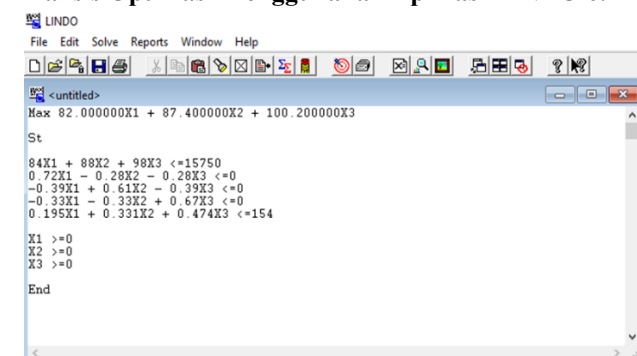 LINDO
File Edit Solve Reports Window Help
<untitled>
Max 82.000000X1 + 87.400000X2 + 100.200000X3
St
84X1 + 88X2 + 98X3 <=15750
0.72X1 - 0.28X2 - 0.28X3 <=0
-0.39X1 + 0.61X2 - 0.39X3 <=0
-0.33X1 - 0.33X2 + 0.67X3 <=0
0.195X1 + 0.331X2 + 0.474X3 <=154
X1 >=0
X2 >=0
X3 >=0
End